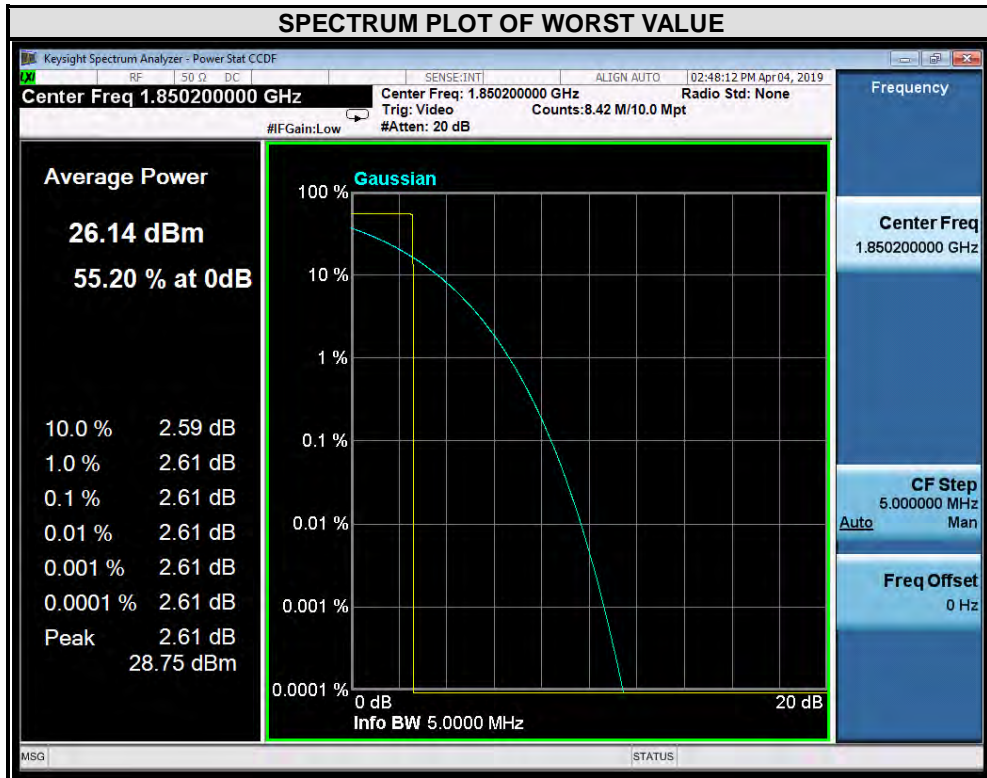 SPECTRUM PLOT OF WORST VALUE
Keysight Spectrum Analyzer - Power Stat CCDF
LXI RF 50 Ω DC SENSE:INT ALIGN AUTO 02:48:12 PM Apr 04, 2019
Center Freq 1.850200000 GHz
Center Freq: 1.850200000 GHz Radio Std: None
Trig: Video Counts:8.42 M/10.0 Mpt
#IFGain:Low #Atten: 20 dB
Average Power
26.14 dBm
55.20 % at 0dB
10.0 % 2.59 dB
1.0 % 2.61 dB
0.1 % 2.61 dB
0.01 % 2.61 dB
0.001 % 2.61 dB
0.0001 % 2.61 dB
Peak 2.61 dB
28.75 dBm
Gaussian
100 %
10 %
1 %
0.1 %
0.01 %
0.001 %
0.0001 %
0 dB 20 dB
Info BW 5.0000 MHz
Frequency
Center Freq
1.850200000 GHz
CF Step
5.000000 MHz
Auto Man
Freq Offset
0 Hz
MSG STATUS